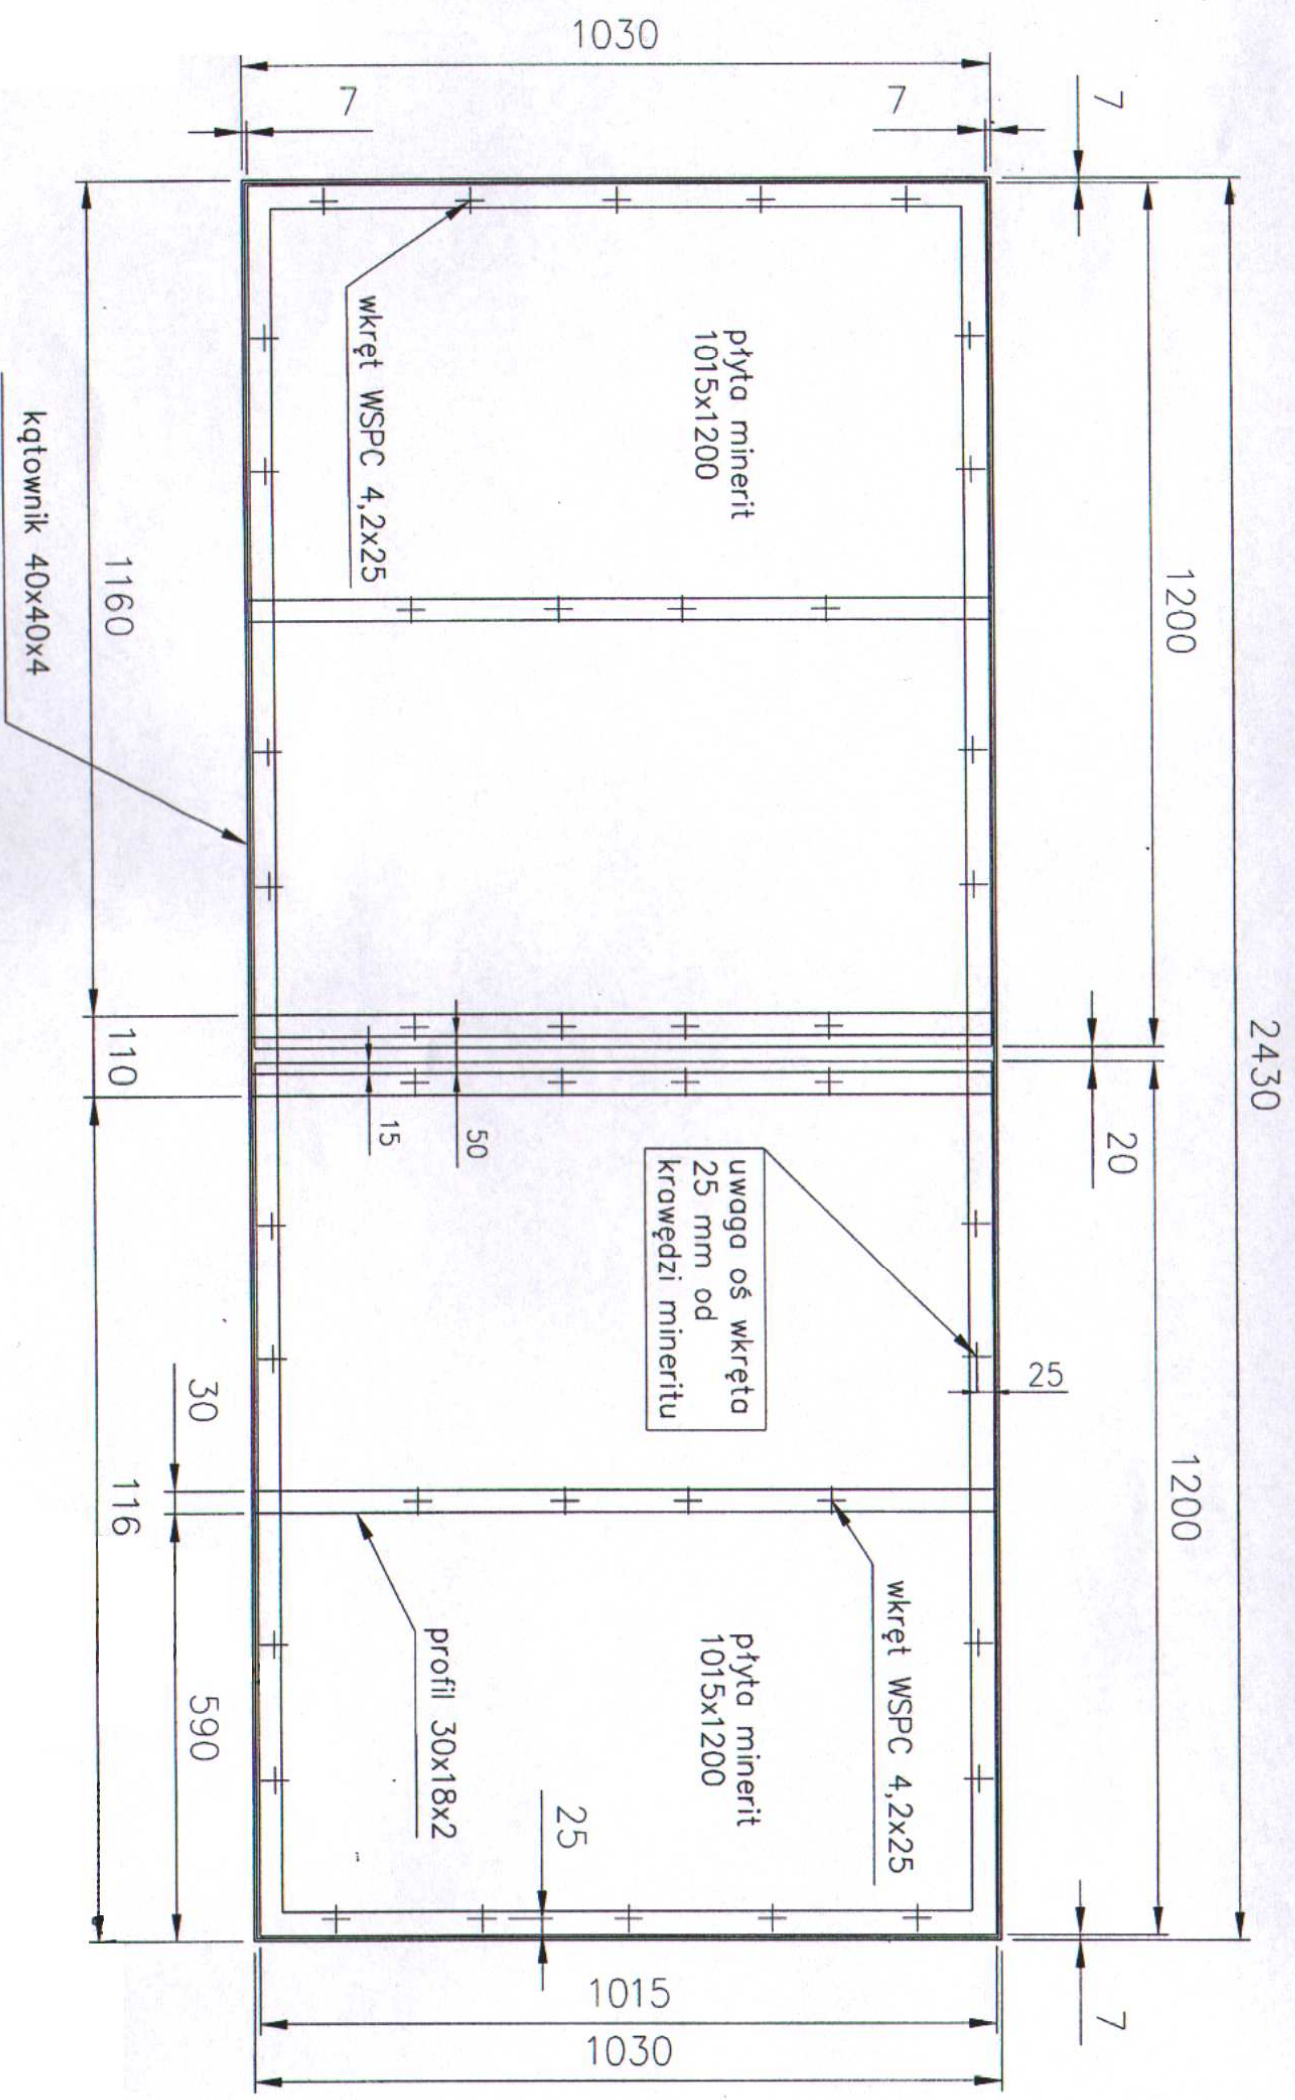 2430
1200
20
1200
7
7
1030
7
7
25
płyta minerit
1015x1200
wkręt WSPC 4,2x25
uwaga oś wkręta
25 mm od
krawędzi mineritu
wkręt WSPC 4,2x25
płyta minerit
1015x1200
50
15
profil 30x18x2
25
1015
1030
30
590
1160
110
116
kątownik 40x40x4